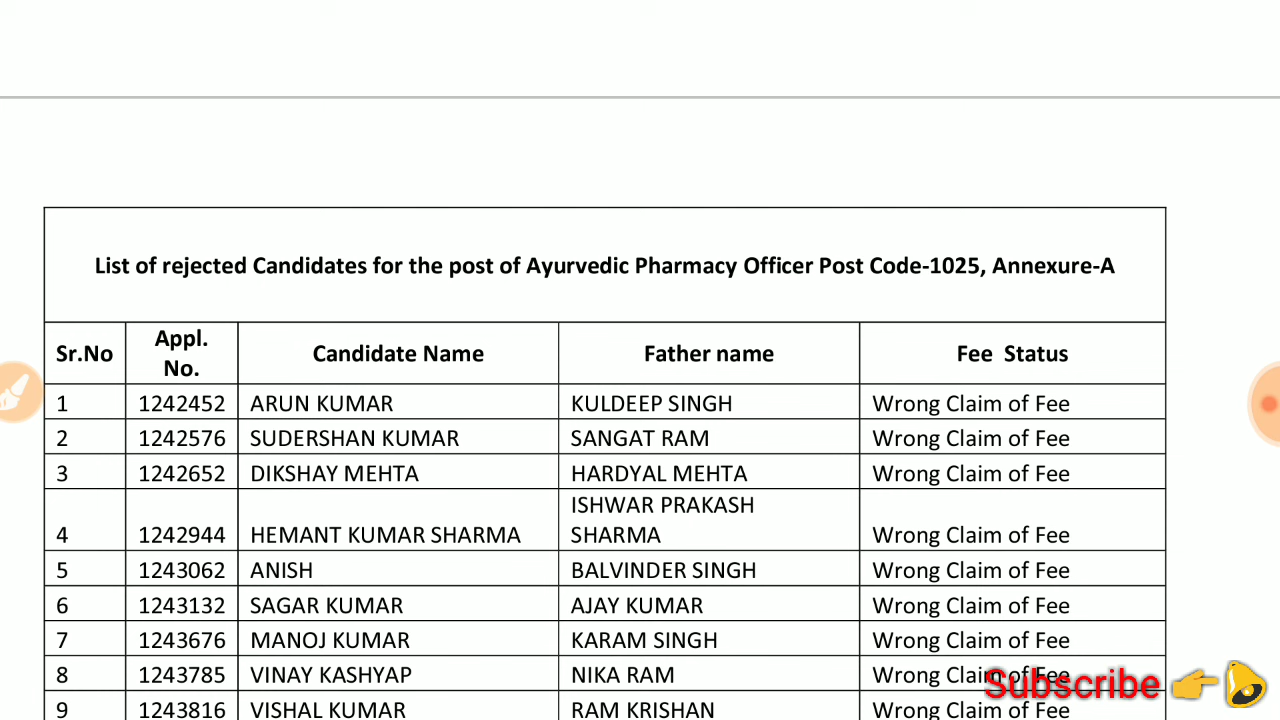 List of rejected Candidates for the post of Ayurvedic Pharmacy Officer Post Code-1025, Annexure-A
Sr.No Appl. No. Candidate Name Father name Fee Status
1 1242452 ARUN KUMAR KULDEEP SINGH Wrong Claim of Fee
2 1242576 SUDERSHAN KUMAR SANGAT RAM Wrong Claim of Fee
3 1242652 DIKSHAY MEHTA HARDYAL MEHTA Wrong Claim of Fee
4 1242944 HEMANT KUMAR SHARMA ISHWAR PRAKASH SHARMA Wrong Claim of Fee
5 1243062 ANISH BALVINDER SINGH Wrong Claim of Fee
6 1243132 SAGAR KUMAR AJAY KUMAR Wrong Claim of Fee
7 1243676 MANOJ KUMAR KARAM SINGH Wrong Claim of Fee
8 1243785 VINAY KASHYAP NIKA RAM Wrong Claim of Fee
9 1243816 VISHAL KUMAR RAM KRISHAN Wrong Claim of Fee
Subscribe